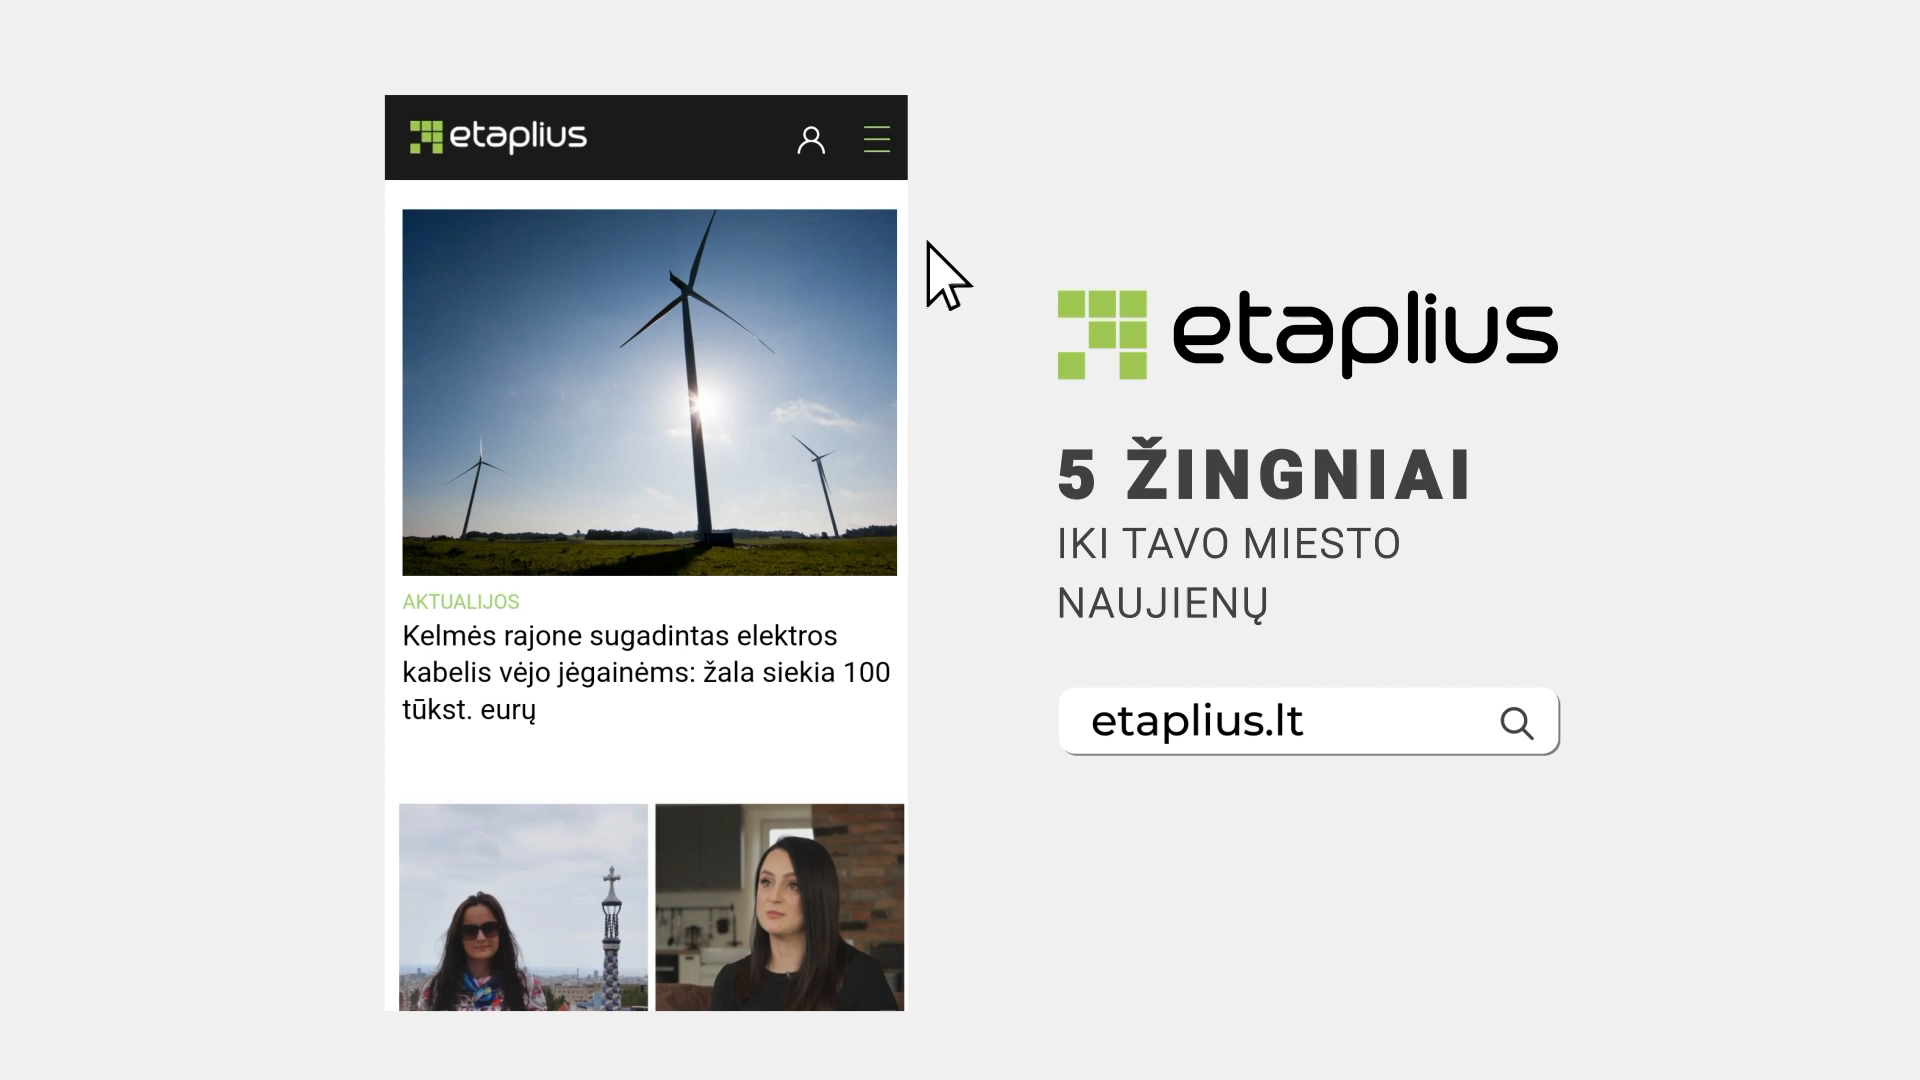 etaplius
AKTUALIJOS
Kelmės rajone sugadintas elektros
kabelis vėjo jėgainėms: žala siekia 100
tūkst. eurų
etaplius
5 ŽINGNIAI
IKI TAVO MIESTO
NAUJIENŲ
etaplius.lt